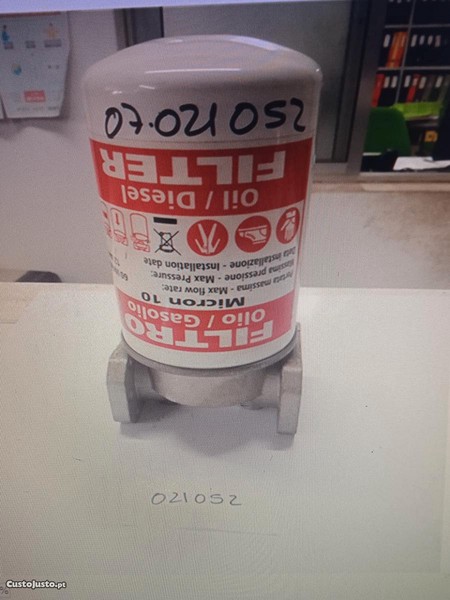 07.021052
FILTRO
Olio / Gasolio
Micron 10
Portata massima - Max flow rate:
Massima pressione - Max Pressure:
Data installazione - Installation date
Oil / Diesel
FILTER
021052
CustoJusto.pt